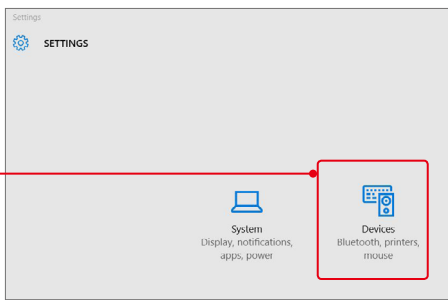 Settings
SETTINGS
System
Display, notifications,
apps, power
Devices
Bluetooth, printers,
mouse